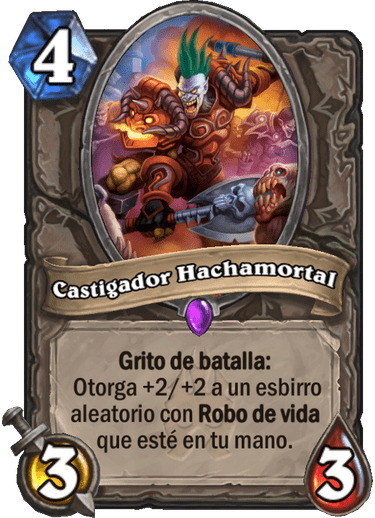 4
Castigador Hachamortal
Grito de batalla:
Otorga +2/+2 a un esbirro
aleatorio con Robo de vida
que esté en tu mano.
3
3